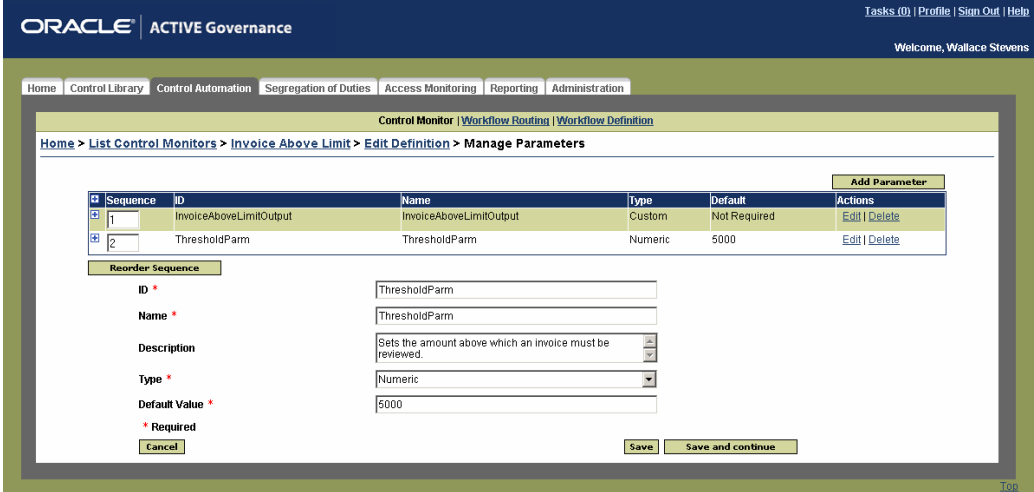 Tasks (0) | Profile | Sign Out | Help
ORACLE® | ACTIVE Governance
Welcome, Wallace Stevens
Home Control Library Control Automation Segregation of Duties Access Monitoring Reporting Administration
Control Monitor | Workflow Routing | Workflow Definition
Home > List Control Monitors > Invoice Above Limit > Edit Definition > Manage Parameters
Add Parameter
Sequence ID Name Type Default Actions
1 InvoiceAboveLimitOutput InvoiceAboveLimitOutput Custom Not Required Edit | Delete
2 ThresholdParm ThresholdParm Numeric 5000 Edit | Delete
Reorder Sequence
ID * ThresholdParm
Name * ThresholdParm
Description Sets the amount above which an invoice must be
reviewed.
Type * Numeric
Default Value * 5000
* Required
Cancel Save Save and continue
Top